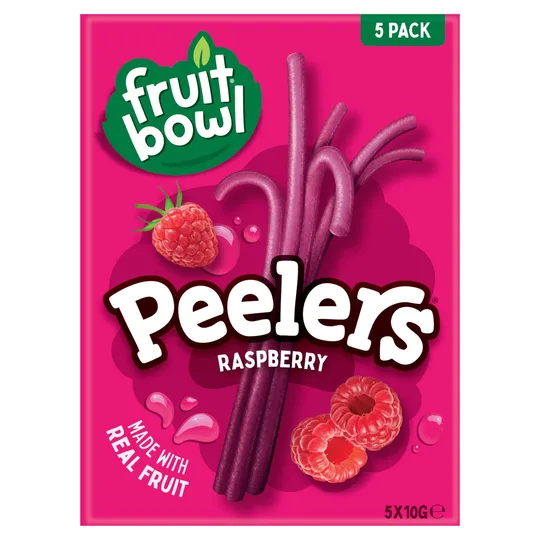 5 PACK
fruit
bowl
Peelers
RASPBERRY
MADE WITH
REAL FRUIT
5X10G℮